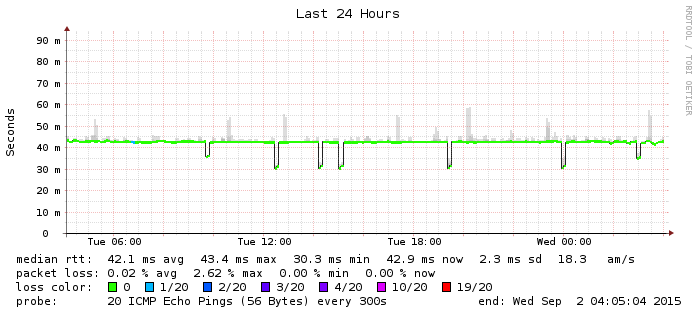 Last 24 Hours
RRDTOOL / TOBI OETIKER
Seconds
90 m
80 m
70 m
60 m
50 m
40 m
30 m
20 m
10 m
0
Tue 06:00 Tue 12:00 Tue 18:00 Wed 00:00
median rtt: 42.1 ms avg 43.4 ms max 30.3 ms min 42.9 ms now 2.3 ms sd 18.3 am/s
packet loss: 0.02 % avg 2.62 % max 0.00 % min 0.00 % now
loss color: 0 1/20 2/20 3/20 4/20 10/20 19/20
probe: 20 ICMP Echo Pings (56 Bytes) every 300s end: Wed Sep 2 04:05:04 2015